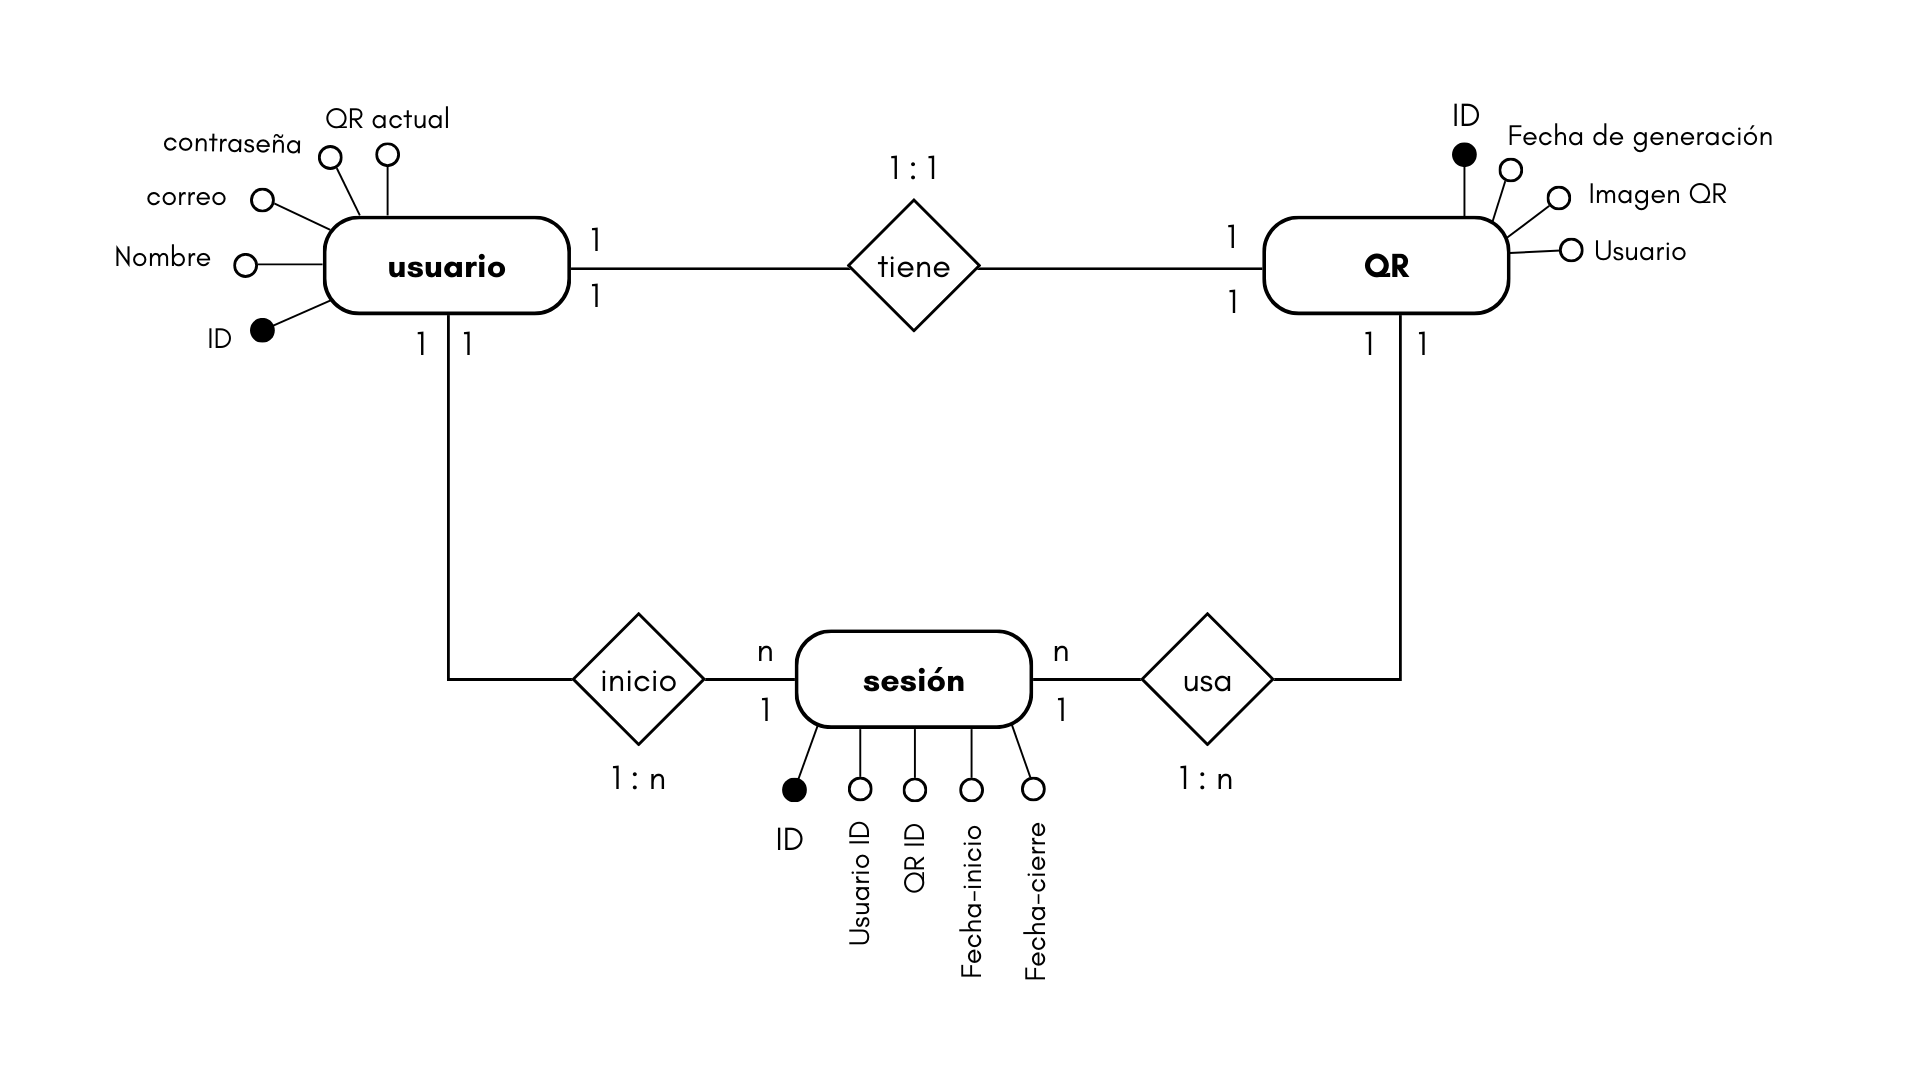 QR actual
contraseña
correo
Nombre
ID
usuario
1
1
1 1
1 : 1
tiene
1
1
QR
ID
Fecha de generación
Imagen QR
Usuario
1 1
inicio
1 : n
n
1
sesión
n
1
usa
1 : n
ID
Usuario ID
QR ID
Fecha-inicio
Fecha-cierre